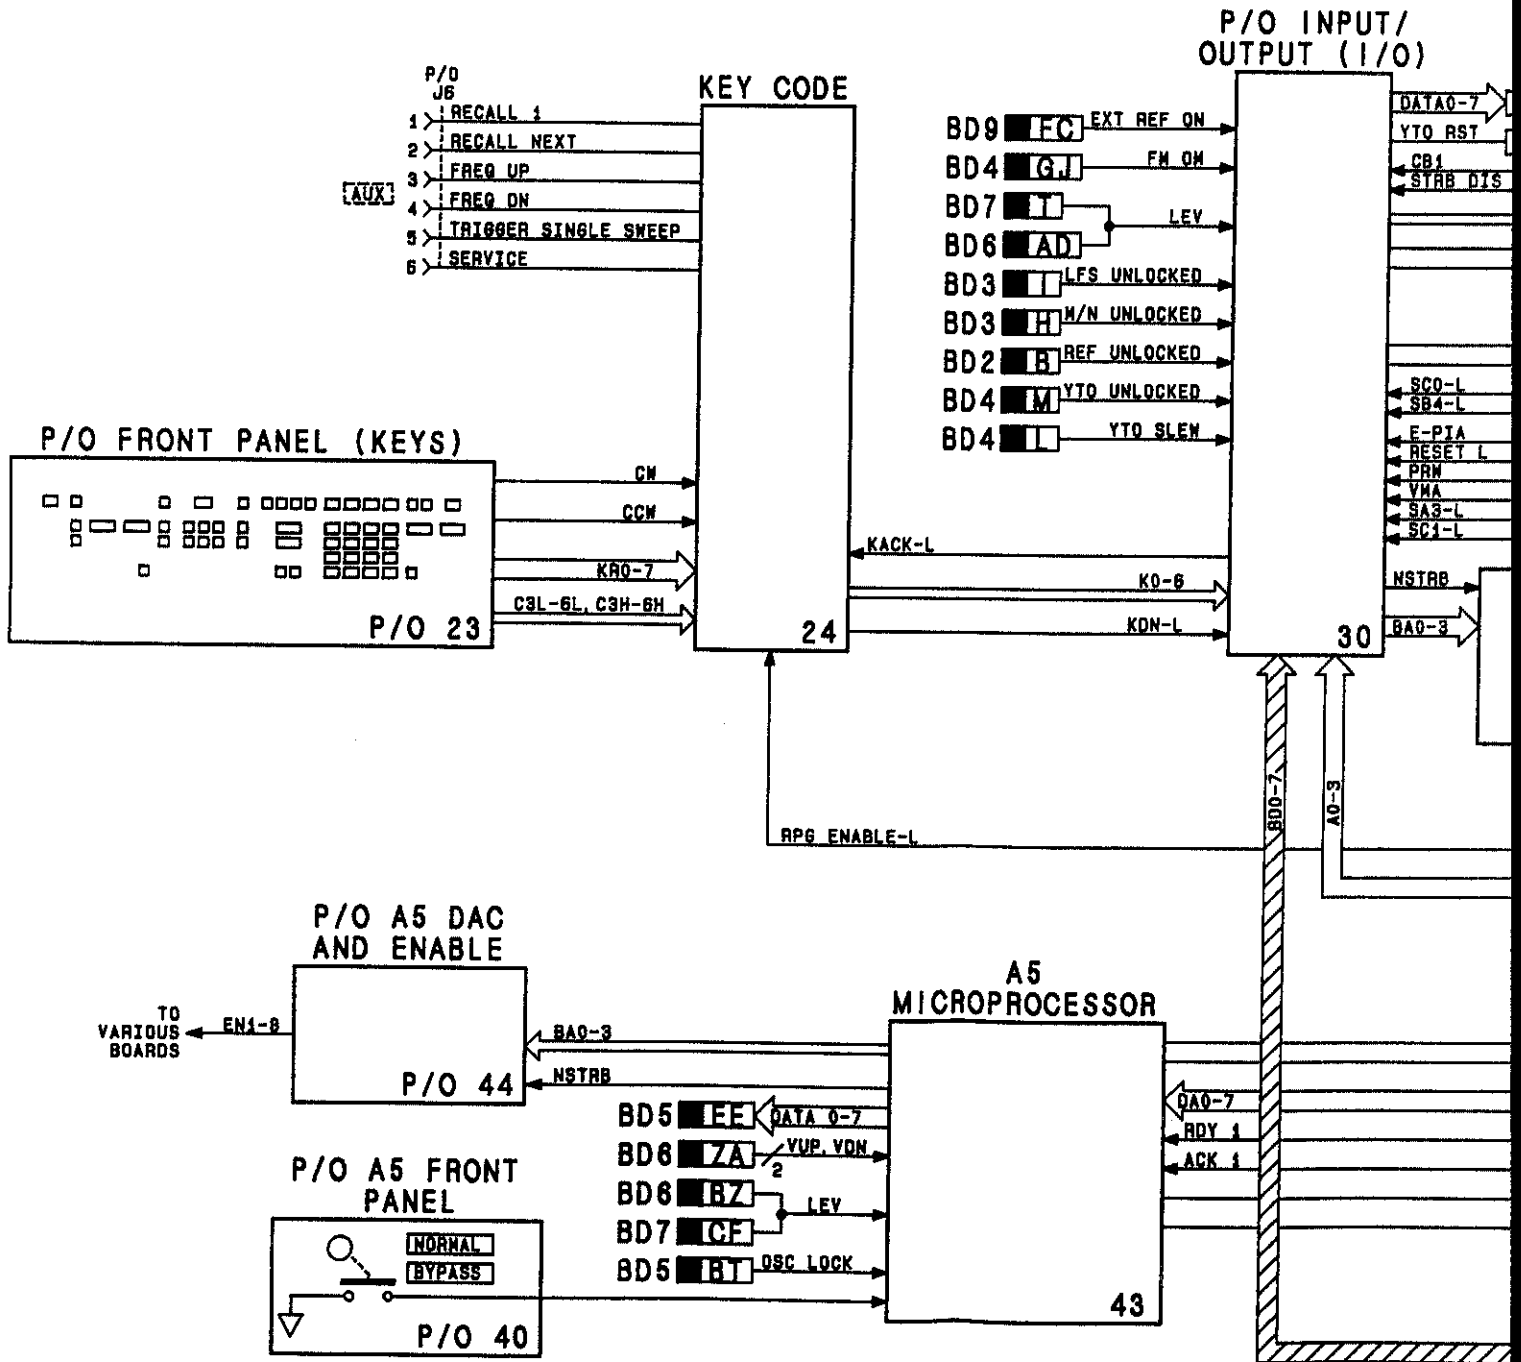 P/O INPUT/
OUTPUT (I/O)
P/O
J6
KEY CODE
1 RECALL 1
2 RECALL NEXT
3 FREQ UP
AUX
4 FREQ DN
5 TRIGGER SINGLE SWEEP
6 SERVICE
BD9 FC EXT REF ON
BD4 GJ FM ON
BD7 T
LEV
BD6 AD
BD3 I LFS UNLOCKED
BD3 H M/N UNLOCKED
BD2 B REF UNLOCKED
BD4 M YTO UNLOCKED
BD4 L YTO SLEW
DATA0-7
YTO RST
CB1
STRB DIS
SC0-L
SB4-L
E-PIA
RESET L
PRW
VMA
SA3-L
SC1-L
NSTRB
BA0-3
P/O FRONT PANEL (KEYS)
CW
CCW
KR0-7
C3L-6L, C3H-6H
P/O 23
KACK-L
K0-6
KDN-L
24
30
RPG ENABLE-L
BD0-7
A0-3
P/O A5 DAC
AND ENABLE
TO
VARIOUS
BOARDS
EN1-8
P/O 44
A5
MICROPROCESSOR
BA0-3
NSTRB
BD5 EE DATA 0-7
BD6 ZA VUP, VDN
2
BD6 BZ
LEV
BD7 CF
BD5 BT OSC LOCK
DA0-7
RDY 1
ACK 1
43
P/O A5 FRONT
PANEL
NORMAL
BYPASS
P/O 40